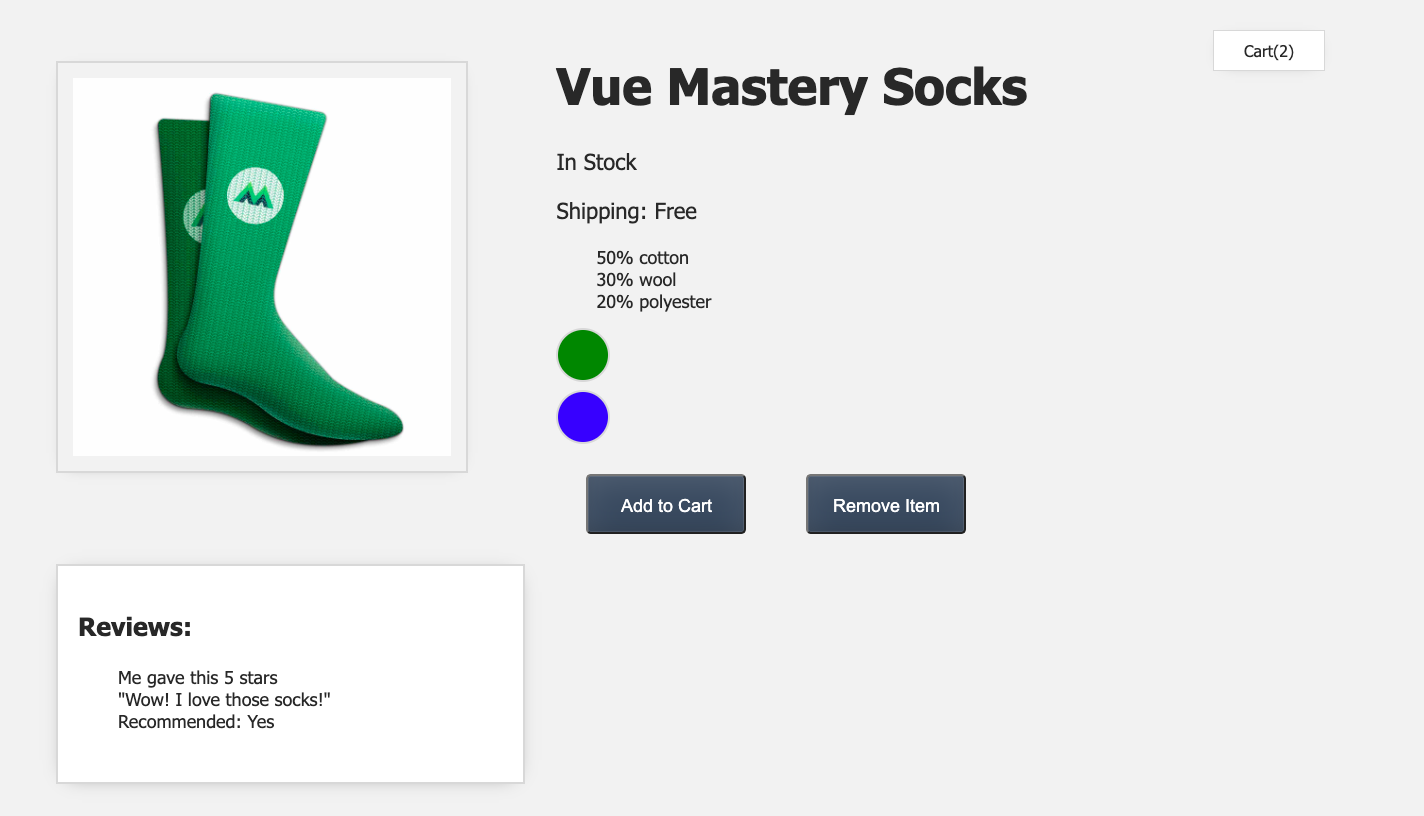 Cart(2)
Vue Mastery Socks
In Stock
Shipping: Free
50% cotton
30% wool
20% polyester
Add to Cart
Remove Item
Reviews:
Me gave this 5 stars
"Wow! I love those socks!"
Recommended: Yes